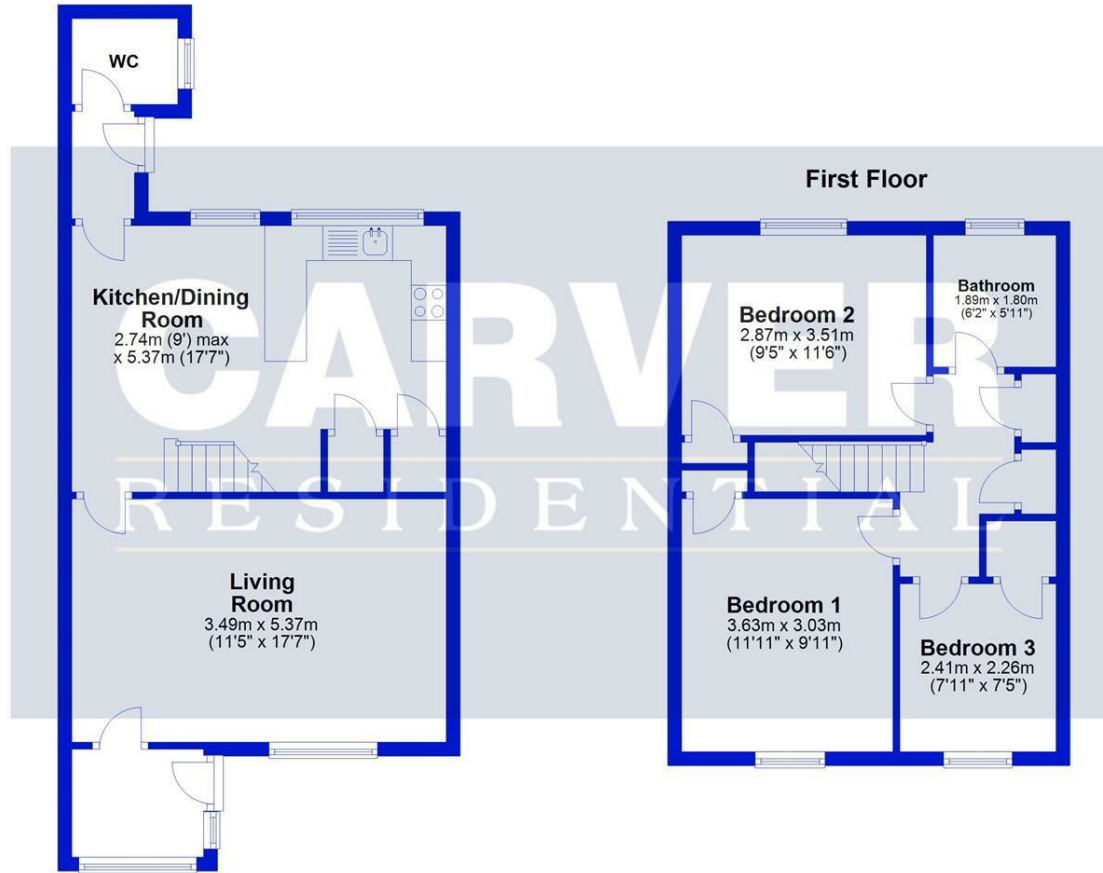 WC
Kitchen/Dining
Room
2.74m (9') max
x 5.37m (17'7")
Living
Room
3.49m x 5.37m
(11'5" x 17'7")
First Floor
Bedroom 2
2.87m x 3.51m
(9'5" x 11'6")
Bathroom
1.89m x 1.80m
(6'2" x 5'11")
Bedroom 1
3.63m x 3.03m
(11'11" x 9'11")
Bedroom 3
2.41m x 2.26m
(7'11" x 7'5")
CARVER
RESIDENTIAL